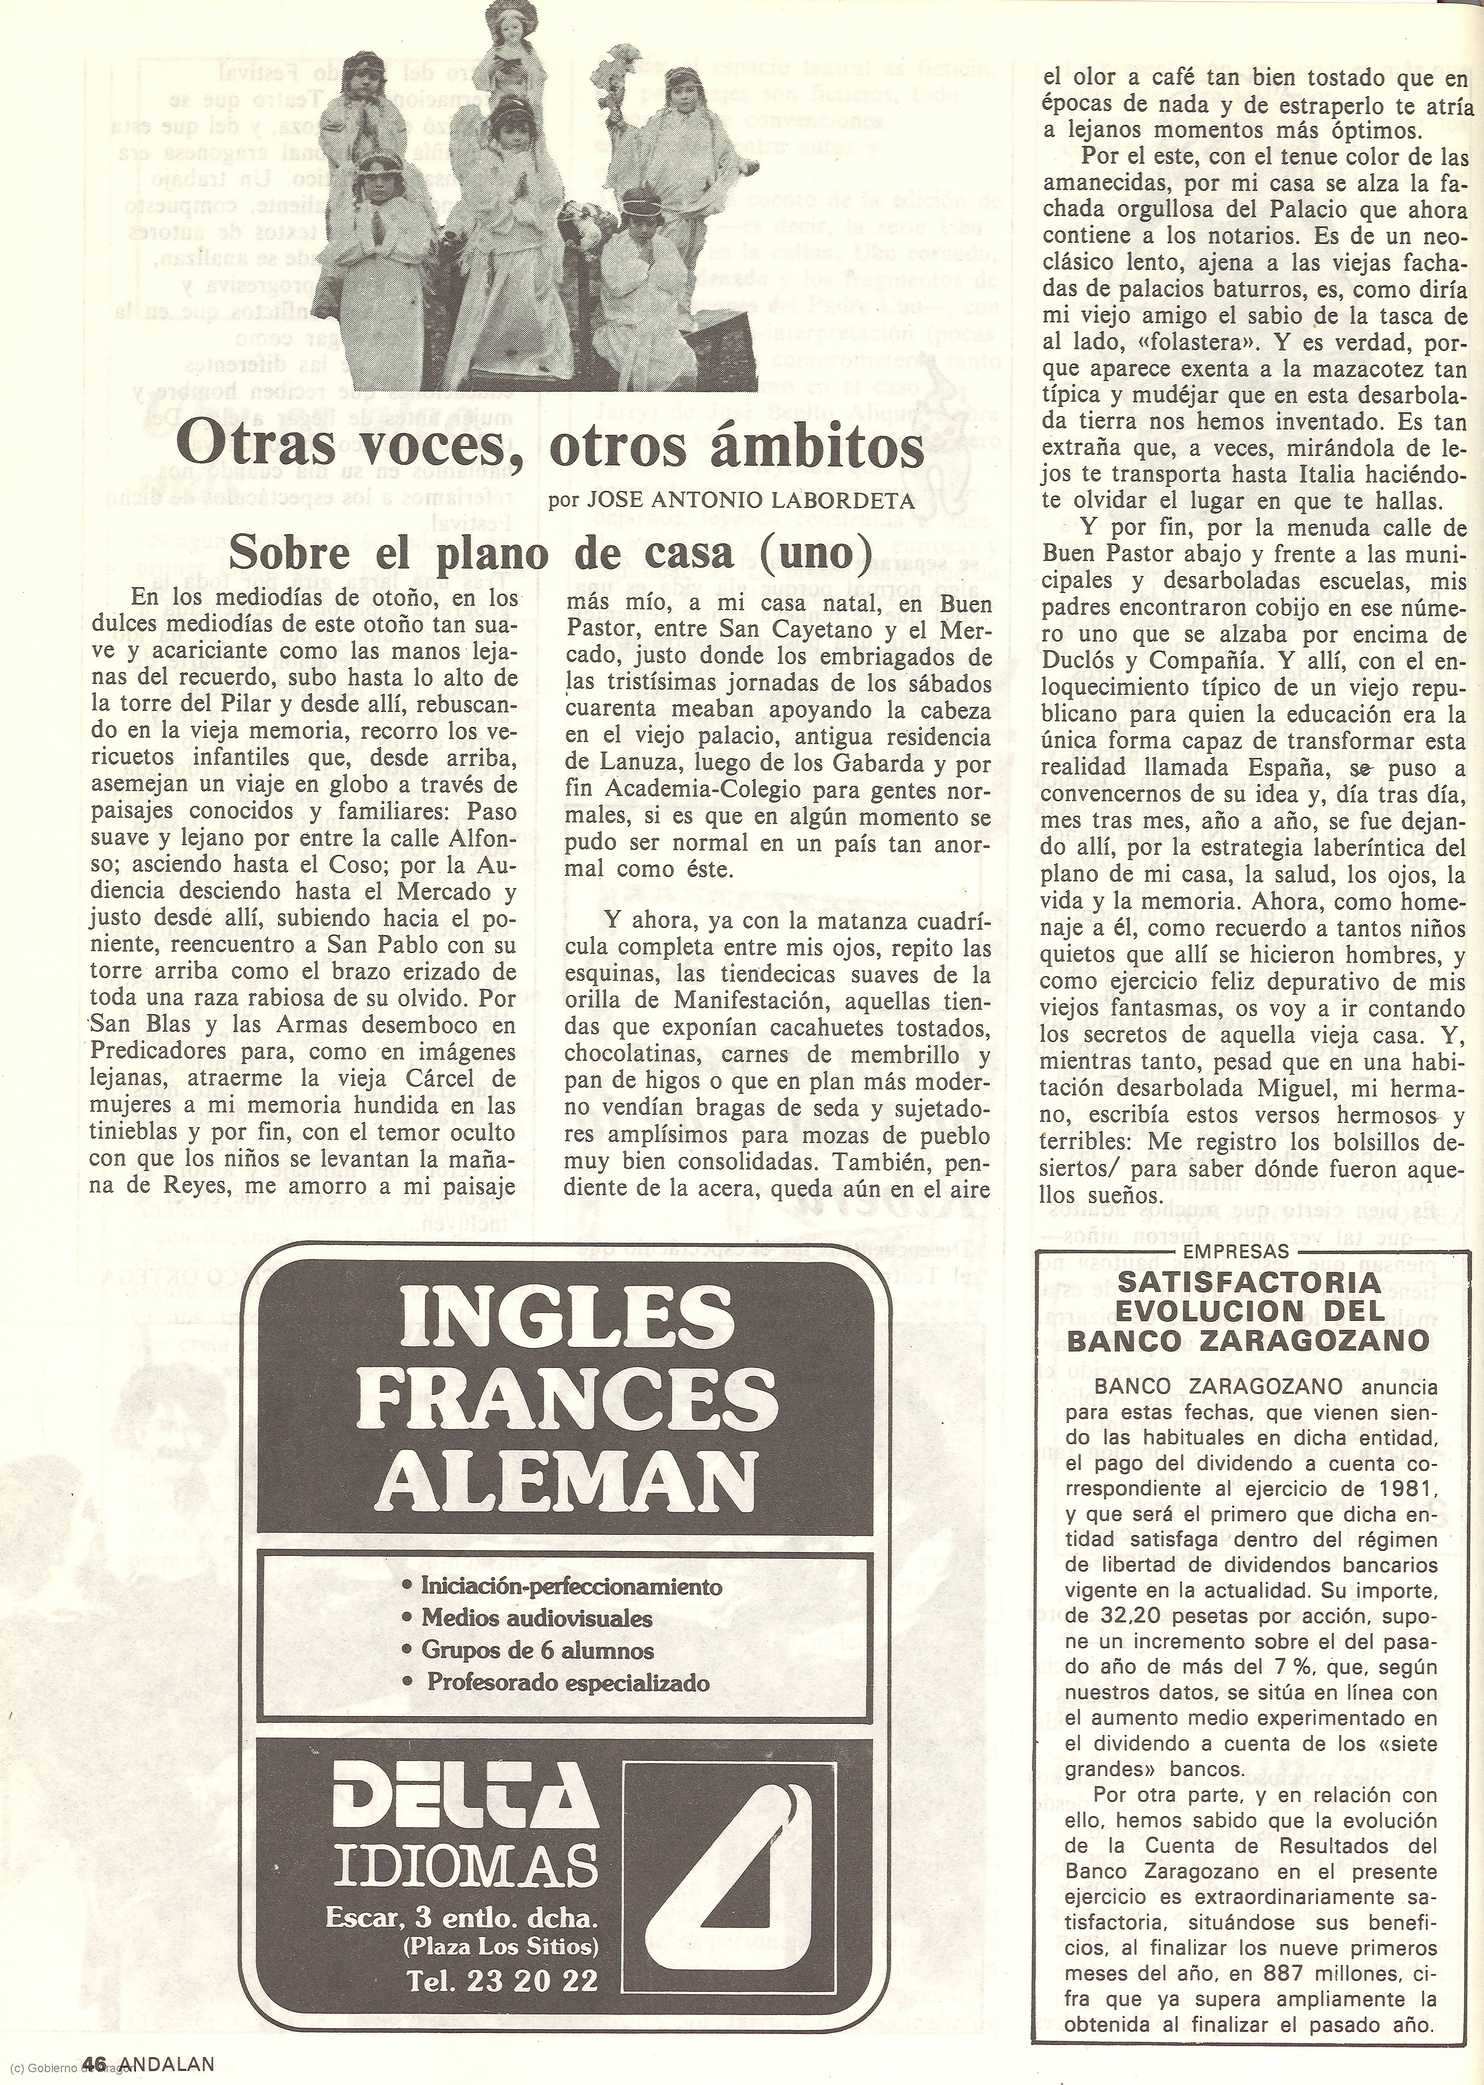 Otras voces, otros ámbitos
por JOSE ANTONIO LABORDETA
Sobre el plano de casa (uno)
En los mediodías de otoño, en los
dulces mediodías de este otoño tan sua-
ve y acariciante como las manos leja-
nas del recuerdo, subo hasta lo alto de
la torre del Pilar y desde allí, rebuscan-
do en la vieja memoria, recorro los ve-
ricuetos infantiles que, desde arriba,
asemejan un viaje en globo a través de
paisajes conocidos y familiares: Paso
suave y lejano por entre la calle Alfon-
so; asciendo hasta el Coso; por la Au-
diencia desciendo hasta el Mercado y
justo desde allí, subiendo hacia el po-
niente, reencuentro a San Pablo con su
torre arriba como el brazo erizado de
toda una raza rabiosa de su olvido. Por
San Blas y las Armas desemboco en
Predicadores para, como en imágenes
lejanas, atraerme la vieja Cárcel de
mujeres a mi memoria hundida en las
tinieblas y por fin, con el temor oculto
con que los niños se levantan la maña-
na de Reyes, me amorro a mi paisaje
más mío, a mi casa natal, en Buen
Pastor, entre San Cayetano y el Mer-
cado, justo donde los embriagados de
las tristísimas jornadas de los sábados
cuarenta meaban apoyando la cabeza
en el viejo palacio, antigua residencia
de Lanuza, luego de los Gabarda y por
fin Academia-Colegio para gentes nor-
males, si es que en algún momento se
pudo ser normal en un país tan anor-
mal como éste.
Y ahora, ya con la matanza cuadrí-
cula completa entre mis ojos, repito las
esquinas, las tiendecicas suaves de la
orilla de Manifestación, aquellas tien-
das que exponían cacahuetes tostados,
chocolatinas, carnes de membrillo y
pan de higos o que en plan más moder-
no vendían bragas de seda y sujetado-
res amplísimos para mozas de pueblo
muy bien consolidadas. También, pen-
diente de la acera, queda aún en el aire
el olor a café tan bien tostado que en
épocas de nada y de estraperlo te atría
a lejanos momentos más óptimos.
Por el este, con el tenue color de las
amanecidas, por mi casa se alza la fa-
chada orgullosa del Palacio que ahora
contiene a los notarios. Es de un neo-
clásico lento, ajena a las viejas facha-
das de palacios baturros, es, como diría
mi viejo amigo el sabio de la tasca de
al lado, «folastera». Y es verdad, por-
que aparece exenta a la mazacotez tan
típica y mudéjar que en esta desarbola-
da tierra nos hemos inventado. Es tan
extraña que, a veces, mirándola de le-
jos te transporta hasta Italia haciéndo-
te olvidar el lugar en que te hallas.
Y por fin, por la menuda calle de
Buen Pastor abajo y frente a las muni-
cipales y desarboladas escuelas, mis
padres encontraron cobijo en ese núme-
ro uno que se alzaba por encima de
Duclós y Compañía. Y allí, con el en-
loquecimiento típico de un viejo repu-
blicano para quien la educación era la
única forma capaz de transformar esta
realidad llamada España, se puso a
convencernos de su idea y, día tras día,
mes tras mes, año a año, se fue dejan-
do allí, por la estrategia laberíntica del
plano de mi casa, la salud, los ojos, la
vida y la memoria. Ahora, como home-
naje a él, como recuerdo a tantos niños
quietos que allí se hicieron hombres, y
como ejercicio feliz depurativo de mis
viejos fantasmas, os voy a ir contando
los secretos de aquella vieja casa. Y,
mientras tanto, pesad que en una habi-
tación desarbolada Miguel, mi herma-
no, escribía estos versos hermosos y
terribles: Me registro los bolsillos de-
siertos/ para saber dónde fueron aque-
llos sueños.
INGLES
FRANCES
ALEMAN
• Iniciación-perfeccionamiento
• Medios audiovisuales
• Grupos de 6 alumnos
• Profesorado especializado
DELTA
IDIOMAS
Escar, 3 entlo. dcha.
(Plaza Los Sitios)
Tel. 23 20 22
EMPRESAS
SATISFACTORIA
EVOLUCION DEL
BANCO ZARAGOZANO
BANCO ZARAGOZANO anuncia
para estas fechas, que vienen sien-
do las habituales en dicha entidad,
el pago del dividendo a cuenta co-
rrespondiente al ejercicio de 1981,
y que será el primero que dicha en-
tidad satisfaga dentro del régimen
de libertad de dividendos bancarios
vigente en la actualidad. Su importe,
de 32,20 pesetas por acción, supo-
ne un incremento sobre el del pasa-
do año de más del 7 %, que, según
nuestros datos, se sitúa en línea con
el aumento medio experimentado en
el dividendo a cuenta de los «siete
grandes» bancos.
Por otra parte, y en relación con
ello, hemos sabido que la evolución
de la Cuenta de Resultados del
Banco Zaragozano en el presente
ejercicio es extraordinariamente sa-
tisfactoria, situándose sus benefi-
cios, al finalizar los nueve primeros
meses del año, en 887 millones, ci-
fra que ya supera ampliamente la
obtenida al finalizar el pasado año.
46 ANDALAN
(c) Gobierno de Aragón